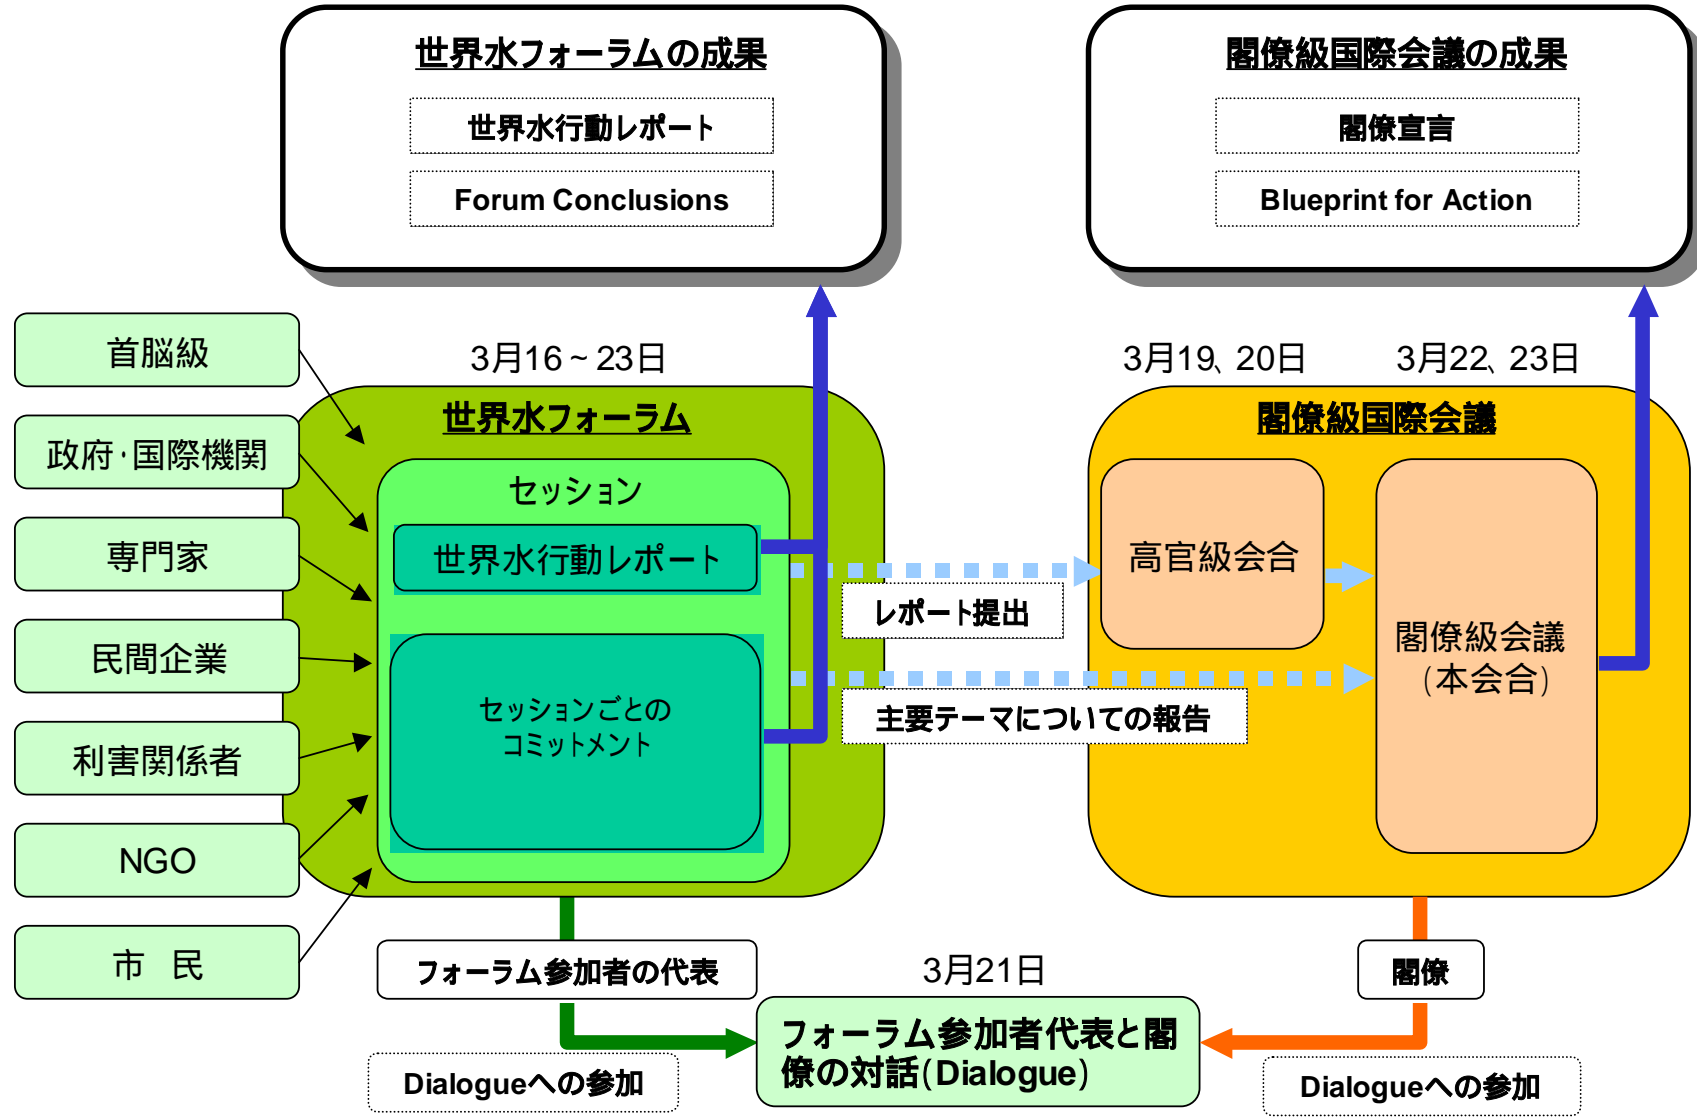 世界水フォーラムの成果
世界水行動レポート
Forum Conclusions
閣僚級国際会議の成果
閣僚宣言
Blueprint for Action
首脳級
政府・国際機関
専門家
民間企業
利害関係者
NGO
市 民
3月16~23日
世界水フォーラム
セッション
世界水行動レポート
セッションごとの
コミットメント
レポート提出
主要テーマについての報告
3月19、20日
3月22、23日
閣僚級国際会議
高官級会合
閣僚級会議
(本会合)
フォーラム参加者の代表
Dialogueへの参加
3月21日
フォーラム参加者代表と閣
僚の対話(Dialogue)
閣僚
Dialogueへの参加